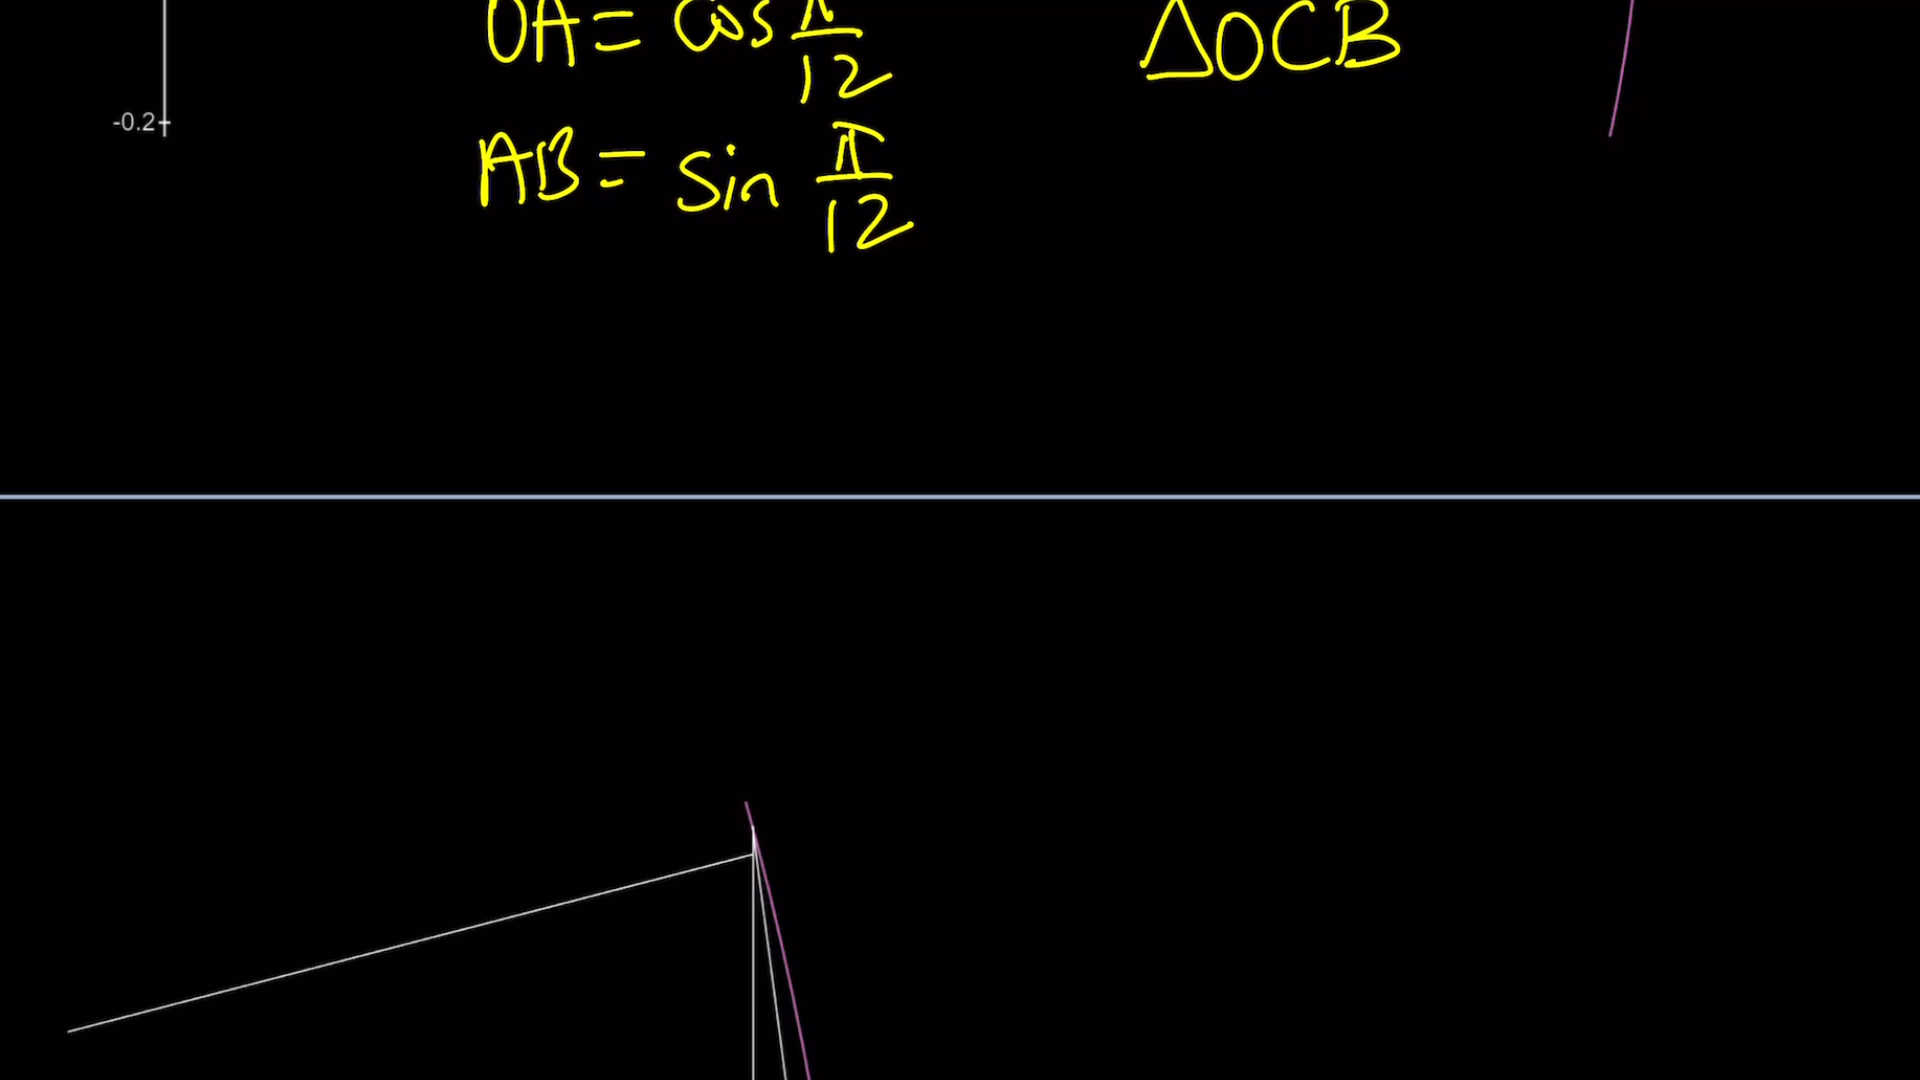 OA = cos π/12
ΔOCB
-0.2
AB = sin π/12